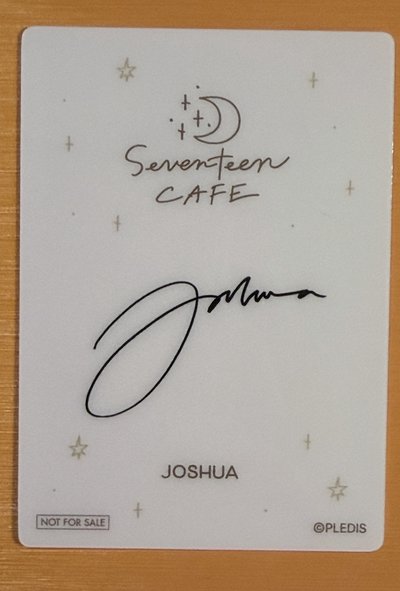 Seventeen
CAFE
Joshua
JOSHUA
NOT FOR SALE
©PLEDIS